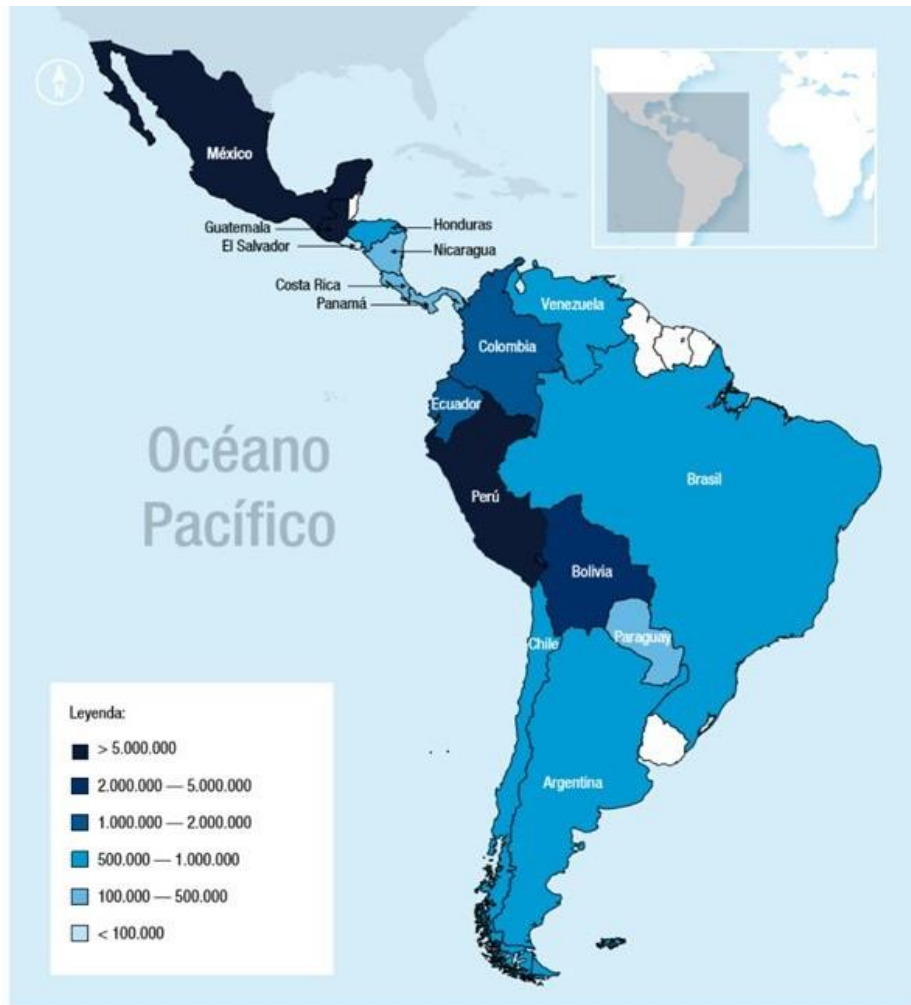 N
México
Guatemala
El Salvador
Honduras
Nicaragua
Costa Rica
Panamá
Venezuela
Colombia
Ecuador
Océano
Pacífico
Perú
Brasil
Bolivia
Paraguay
Chile
Argentina
Leyenda:
> 5.000.000
2.000.000 — 5.000.000
1.000.000 — 2.000.000
500.000 — 1.000.000
100.000 — 500.000
< 100.000